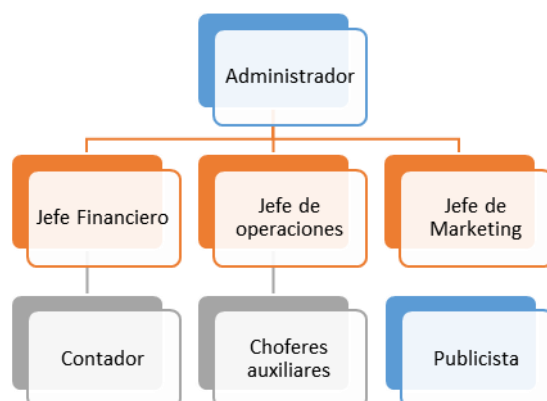 Administrador
Jefe Financiero
Jefe de
operaciones
Jefe de
Marketing
Contador
Choferes
auxiliares
Publicista